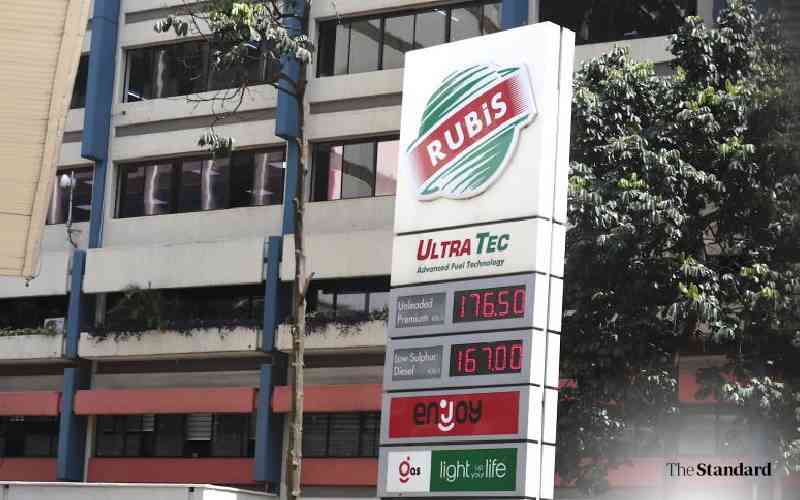 RUBiS
ULTRA TEC
Advanced Fuel Technology
Unleaded
Premium
176.50
Low Sulphur
Diesel
167.00
enjoy
gas
light up your life
The Standard